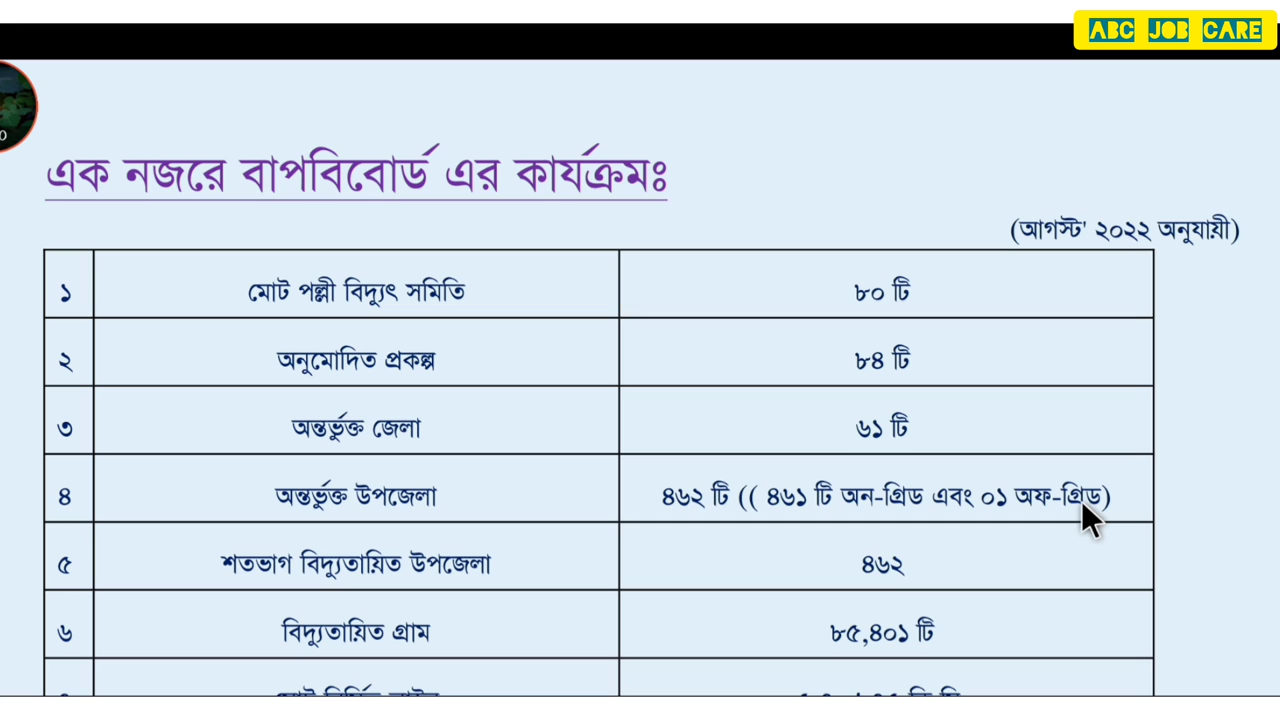 ABC JOB CARE
এক নজরে বাপবিবোর্ড এর কার্যক্রমঃ
(আগস্ট' ২০২২ অনুযায়ী)
১ মোট পল্লী বিদ্যুৎ সমিতি ৮০ টি
২ অনুমোদিত প্রকল্প ৮৪ টি
৩ অন্তর্ভুক্ত জেলা ৬১ টি
৪ অন্তর্ভুক্ত উপজেলা ৪৬২ টি (( ৪৬১ টি অন-গ্রিড এবং ০১ অফ-গ্রিড)
৫ শতভাগ বিদ্যুতায়িত উপজেলা ৪৬২
৬ বিদ্যুতায়িত গ্রাম ৮৫,৪০১ টি